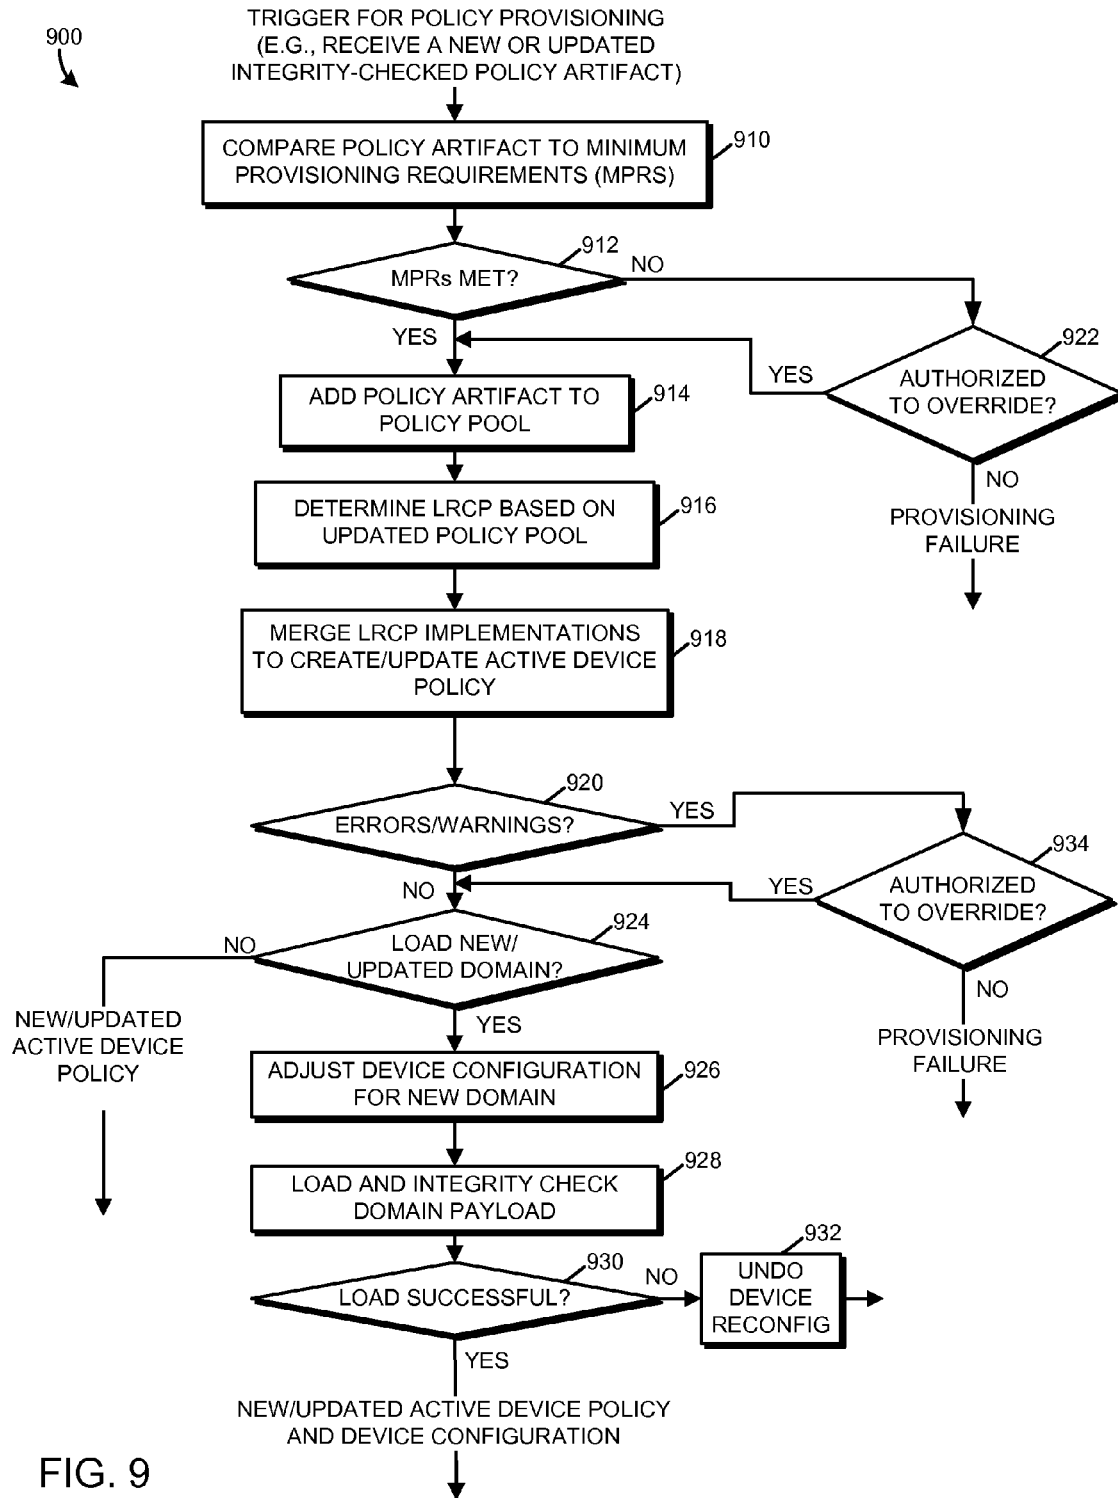 900
TRIGGER FOR POLICY PROVISIONING
(E.G., RECEIVE A NEW OR UPDATED
INTEGRITY-CHECKED POLICY ARTIFACT)
COMPARE POLICY ARTIFACT TO MINIMUM
PROVISIONING REQUIREMENTS (MPRS)
910
MPRs MET?
912
NO
YES
AUTHORIZED
TO OVERRIDE?
922
YES
NO
PROVISIONING
FAILURE
ADD POLICY ARTIFACT TO
POLICY POOL
914
DETERMINE LRCP BASED ON
UPDATED POLICY POOL
916
MERGE LRCP IMPLEMENTATIONS
TO CREATE/UPDATE ACTIVE DEVICE
POLICY
918
ERRORS/WARNINGS?
920
YES
NO
AUTHORIZED
TO OVERRIDE?
934
YES
NO
PROVISIONING
FAILURE
LOAD NEW/
UPDATED DOMAIN?
924
NO
NEW/UPDATED
ACTIVE DEVICE
POLICY
YES
ADJUST DEVICE CONFIGURATION
FOR NEW DOMAIN
926
LOAD AND INTEGRITY CHECK
DOMAIN PAYLOAD
928
LOAD SUCCESSFUL?
930
NO
UNDO
DEVICE
RECONFIG
932
YES
NEW/UPDATED ACTIVE DEVICE POLICY
AND DEVICE CONFIGURATION
FIG. 9